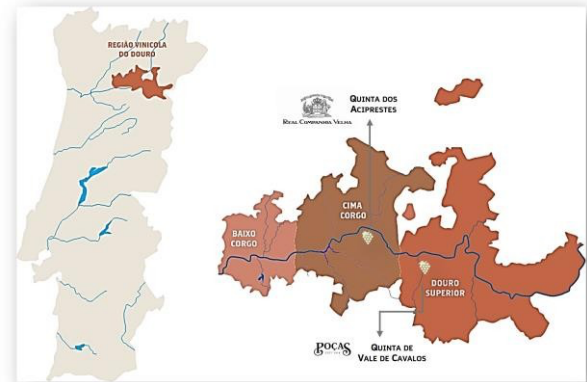 REGIÃO VINICOLA
DO DOURO
QUINTA DOS
ACIPRESTES
REAL COMPANHIA VELHA
CIMA
CORGO
BAIXO
CORGO
DOURO
SUPERIOR
POÇAS
QUINTA DE
VALE DE CAVALOS